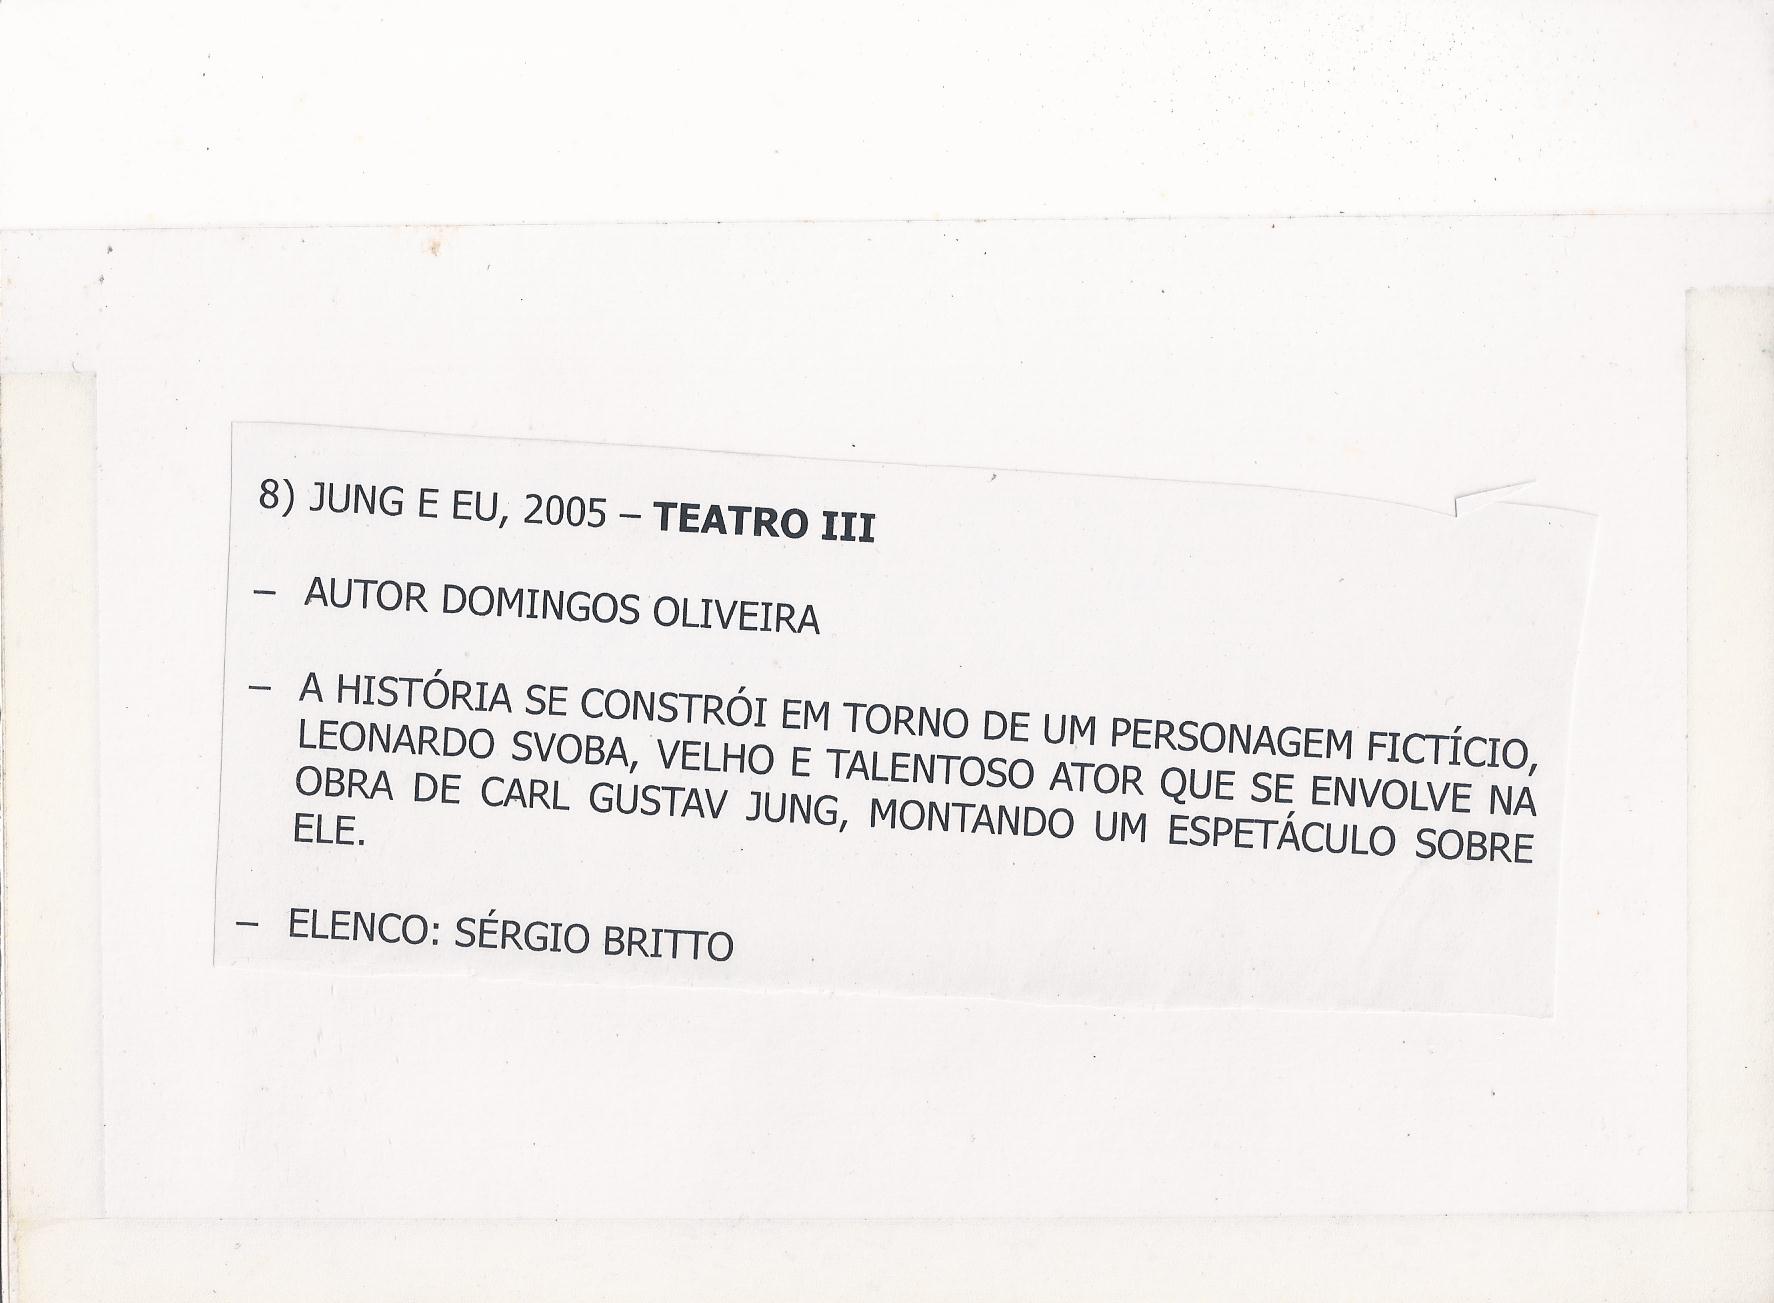 8) JUNG E EU, 2005 – TEATRO III
– AUTOR DOMINGOS OLIVEIRA
– A HISTÓRIA SE CONSTRÓI EM TORNO DE UM PERSONAGEM FICTÍCIO,
LEONARDO SVOBA, VELHO E TALENTOSO ATOR QUE SE ENVOLVE NA
OBRA DE CARL GUSTAV JUNG, MONTANDO UM ESPETÁCULO SOBRE
ELE.
– ELENCO: SÉRGIO BRITTO